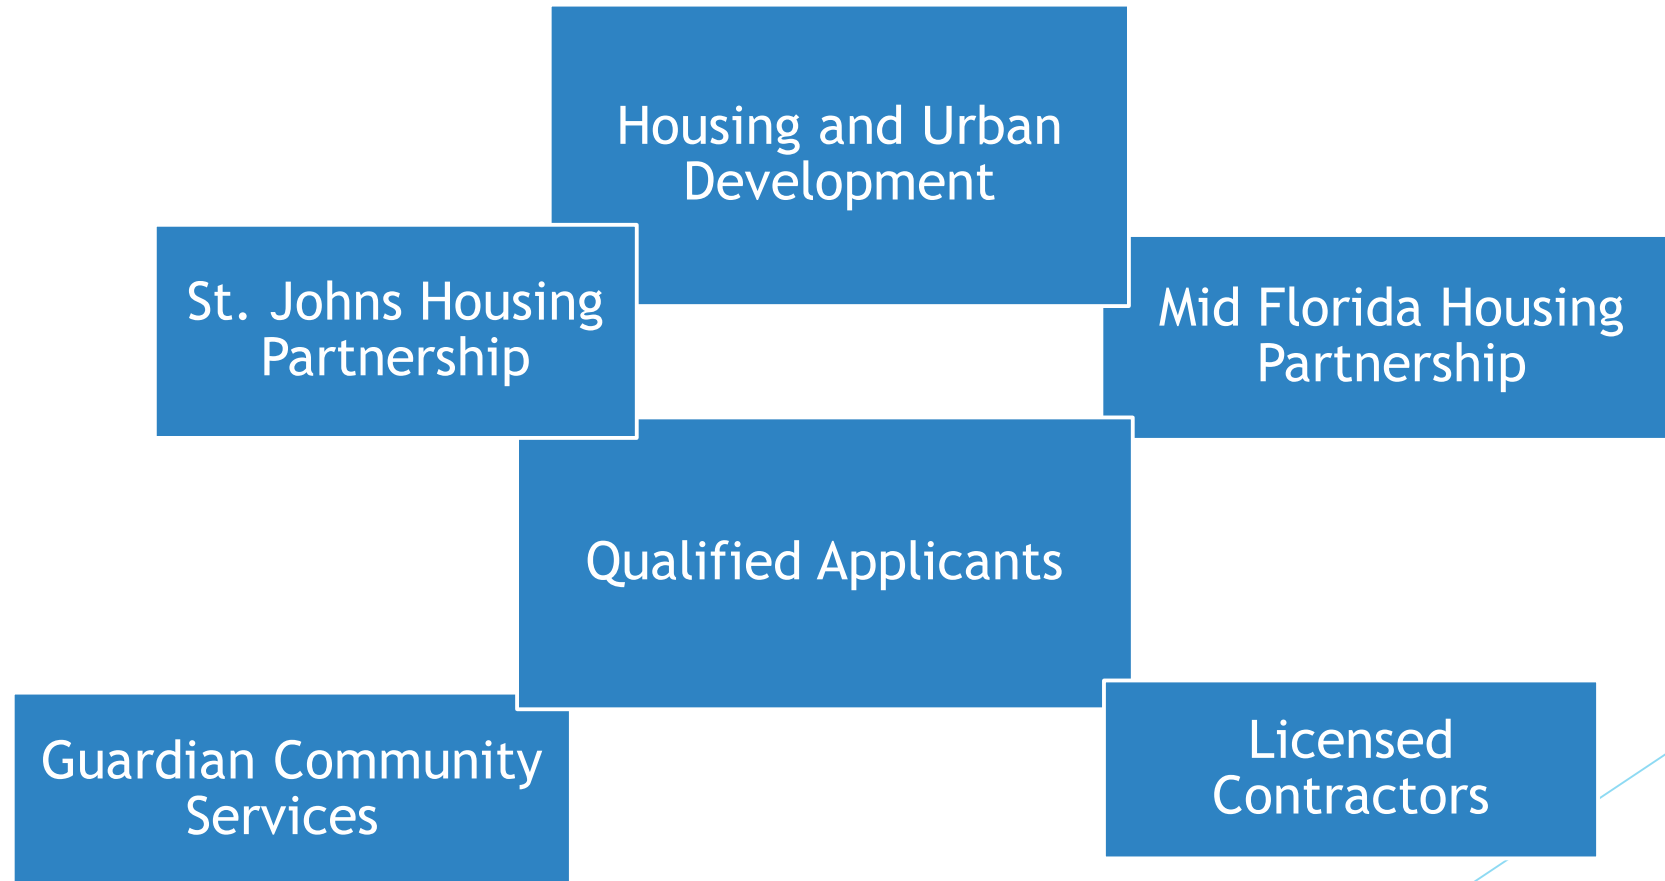 Housing and Urban
Development
St. Johns Housing
Partnership
Mid Florida Housing
Partnership
Qualified Applicants
Guardian Community
Services
Licensed
Contractors